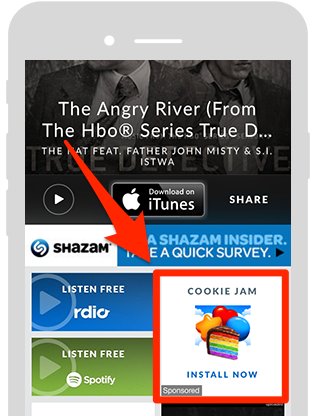 The Angry River (From
The Hbo® Series True D...
THE HAT FEAT. FATHER JOHN MISTY & S.I.
ISTWA
TRUE DETECTIVE
Download on
iTunes
SHARE
SHAZAM
A SHAZAM INSIDER.
TAKE A QUICK SURVEY.
LISTEN FREE
rdio
COOKIE JAM
INSTALL NOW
Sponsored
LISTEN FREE
Spotify